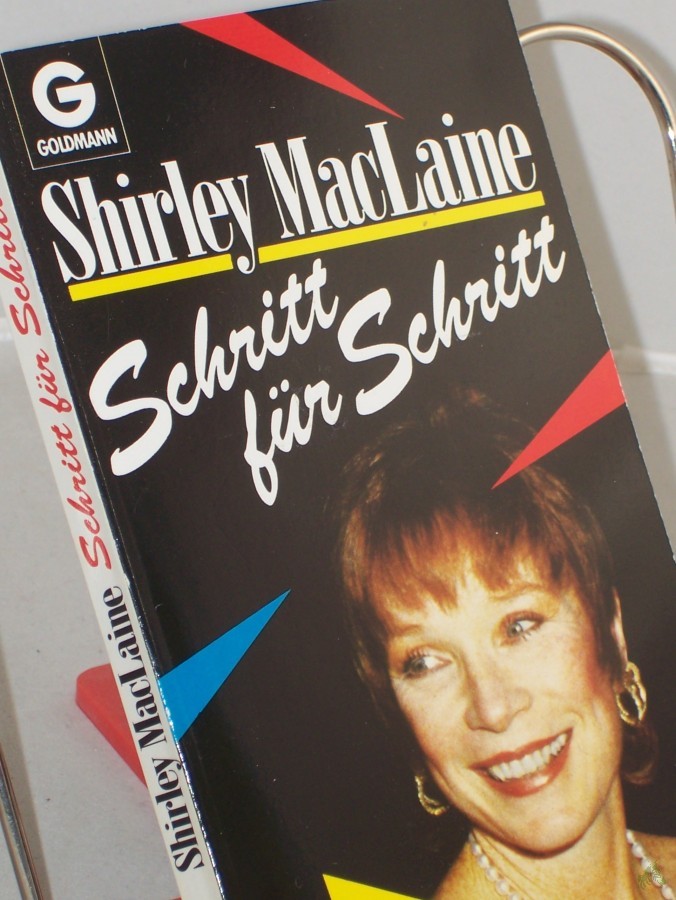 G
GOLDMANN
Shirley MacLaine
Schritt
für Schritt
Shirley MacLaine Schritt für Schritt